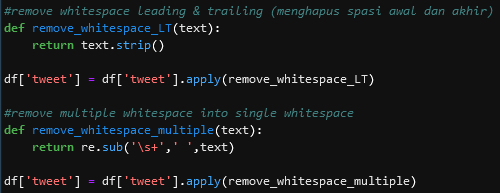 #remove whitespace leading & trailing (menghapus spasi awal dan akhir)
def remove_whitespace_LT(text):
    return text.strip()
df['tweet'] = df['tweet'].apply(remove_whitespace_LT)
#remove multiple whitespace into single whitespace
def remove_whitespace_multiple(text):
    return re.sub('\s+',' ',text)
df['tweet'] = df['tweet'].apply(remove_whitespace_multiple)